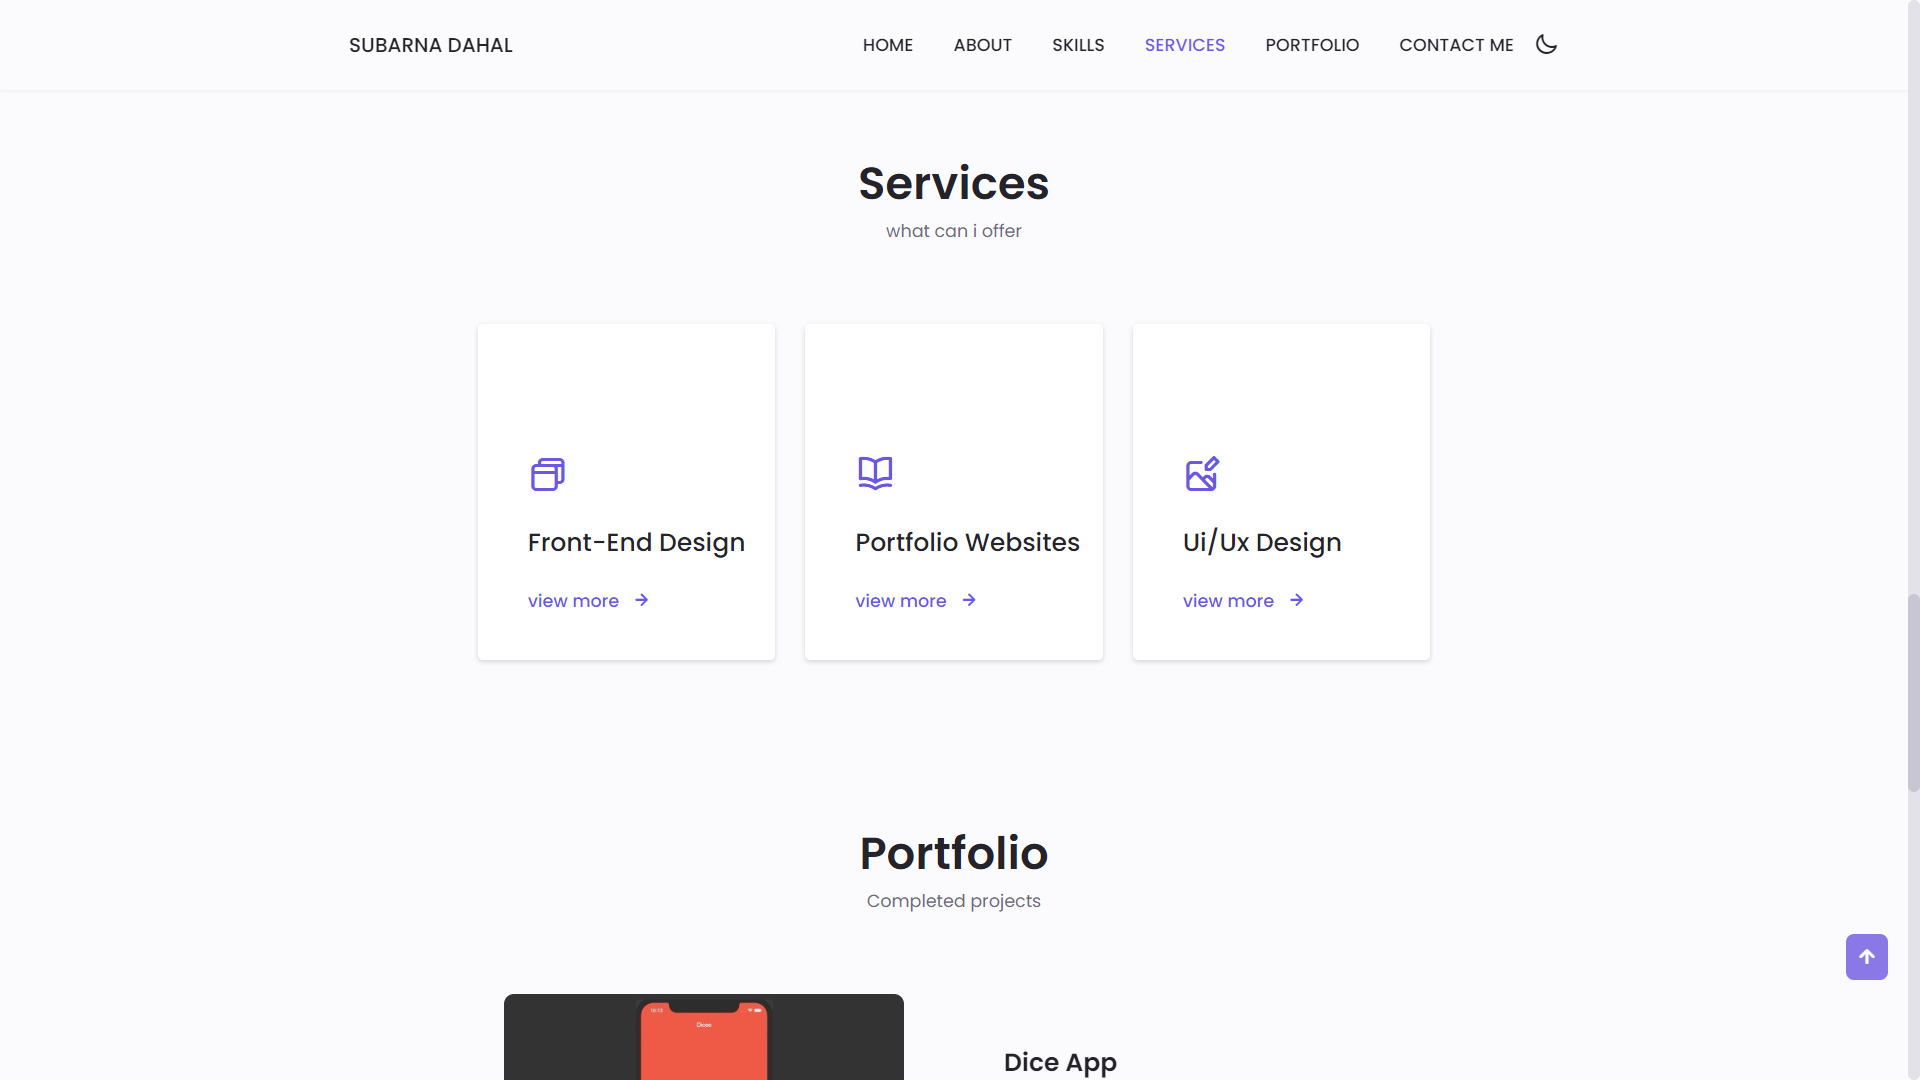 SUBARNA DAHAL
HOME ABOUT SKILLS SERVICES PORTFOLIO CONTACT ME
Services
what can i offer
Front-End Design
view more
Portfolio Websites
view more
Ui/Ux Design
view more
Portfolio
Completed projects
Dice App